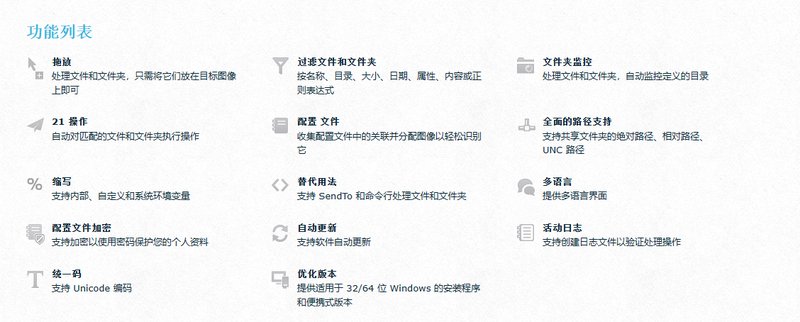 功能列表
拖放
处理文件和文件夹，只需将它们放在目标图像
上即可
过滤文件和文件夹
按名称、目录、大小、日期、属性、内容或正
则表达式
文件夹监控
处理文件和文件夹，自动监控定义的目录
21 操作
自动对匹配的文件和文件夹执行操作
配置 文件
收集配置文件中的关联并分配图像以轻松识别
它
全面的路径支持
支持共享文件夹的绝对路径、相对路径、
UNC 路径
缩写
支持内部、自定义和系统环境变量
替代用法
支持 SendTo 和命令行处理文件和文件夹
多语言
提供多语言界面
配置文件加密
支持加密以使用密码保护您的个人资料
自动更新
支持软件自动更新
活动日志
支持创建日志文件以验证处理操作
统一码
支持 Unicode 编码
优化版本
提供适用于 32/64 位 Windows 的安装程序
和便携式版本